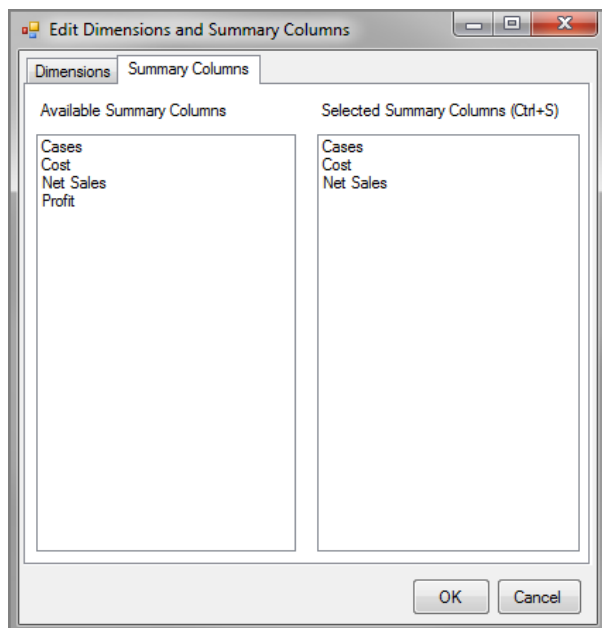 Edit Dimensions and Summary Columns
Dimensions
Summary Columns
Available Summary Columns
Selected Summary Columns (Ctrl+S)
Cases
Cost
Net Sales
Profit
Cases
Cost
Net Sales
OK
Cancel